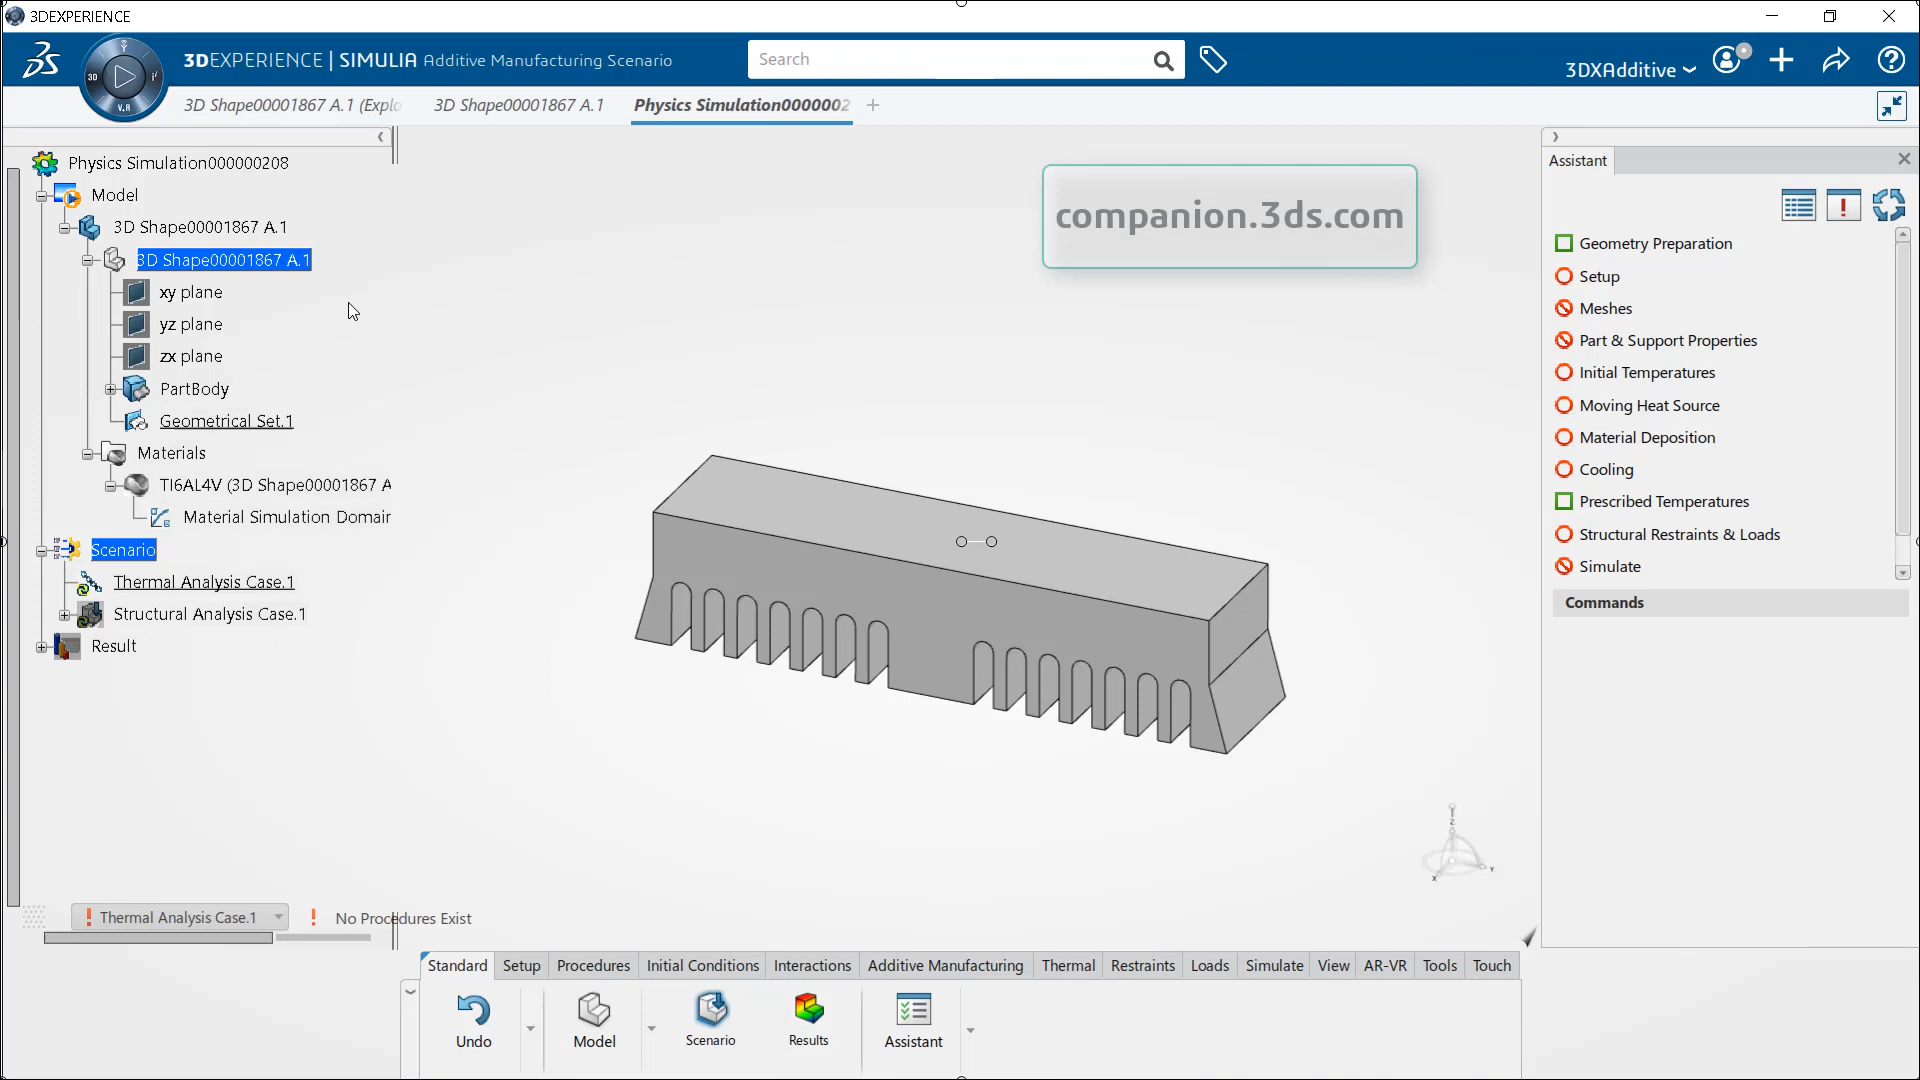 3DEXPERIENCE
3DEXPERIENCE | SIMULIA Additive Manufacturing Scenario
Search
3DXAdditive
3D
V.R
3D Shape00001867 A.1 (Explo
3D Shape00001867 A.1
Physics Simulation0000002
Physics Simulation000000208
Model
3D Shape00001867 A.1
3D Shape00001867 A.1
xy plane
yz plane
zx plane
PartBody
Geometrical Set.1
Materials
TI6AL4V (3D Shape00001867 A
Material Simulation Domain
Scenario
Thermal Analysis Case.1
Structural Analysis Case.1
Result
companion.3ds.com
Assistant
Geometry Preparation
Setup
Meshes
Part & Support Properties
Initial Temperatures
Moving Heat Source
Material Deposition
Cooling
Prescribed Temperatures
Structural Restraints & Loads
Simulate
Commands
z
x
y
Thermal Analysis Case.1
No Procedures Exist
Standard
Setup
Procedures
Initial Conditions
Interactions
Additive Manufacturing
Thermal
Restraints
Loads
Simulate
View
AR-VR
Tools
Touch
Undo
Model
Scenario
Results
Assistant